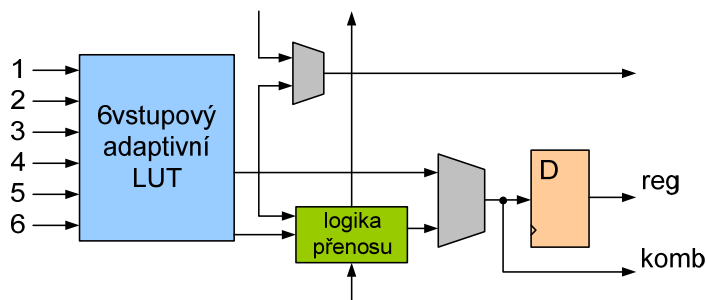 1
2
3
4
5
6
6vstupový
adaptivní
LUT
logika
přenosu
D
reg
komb